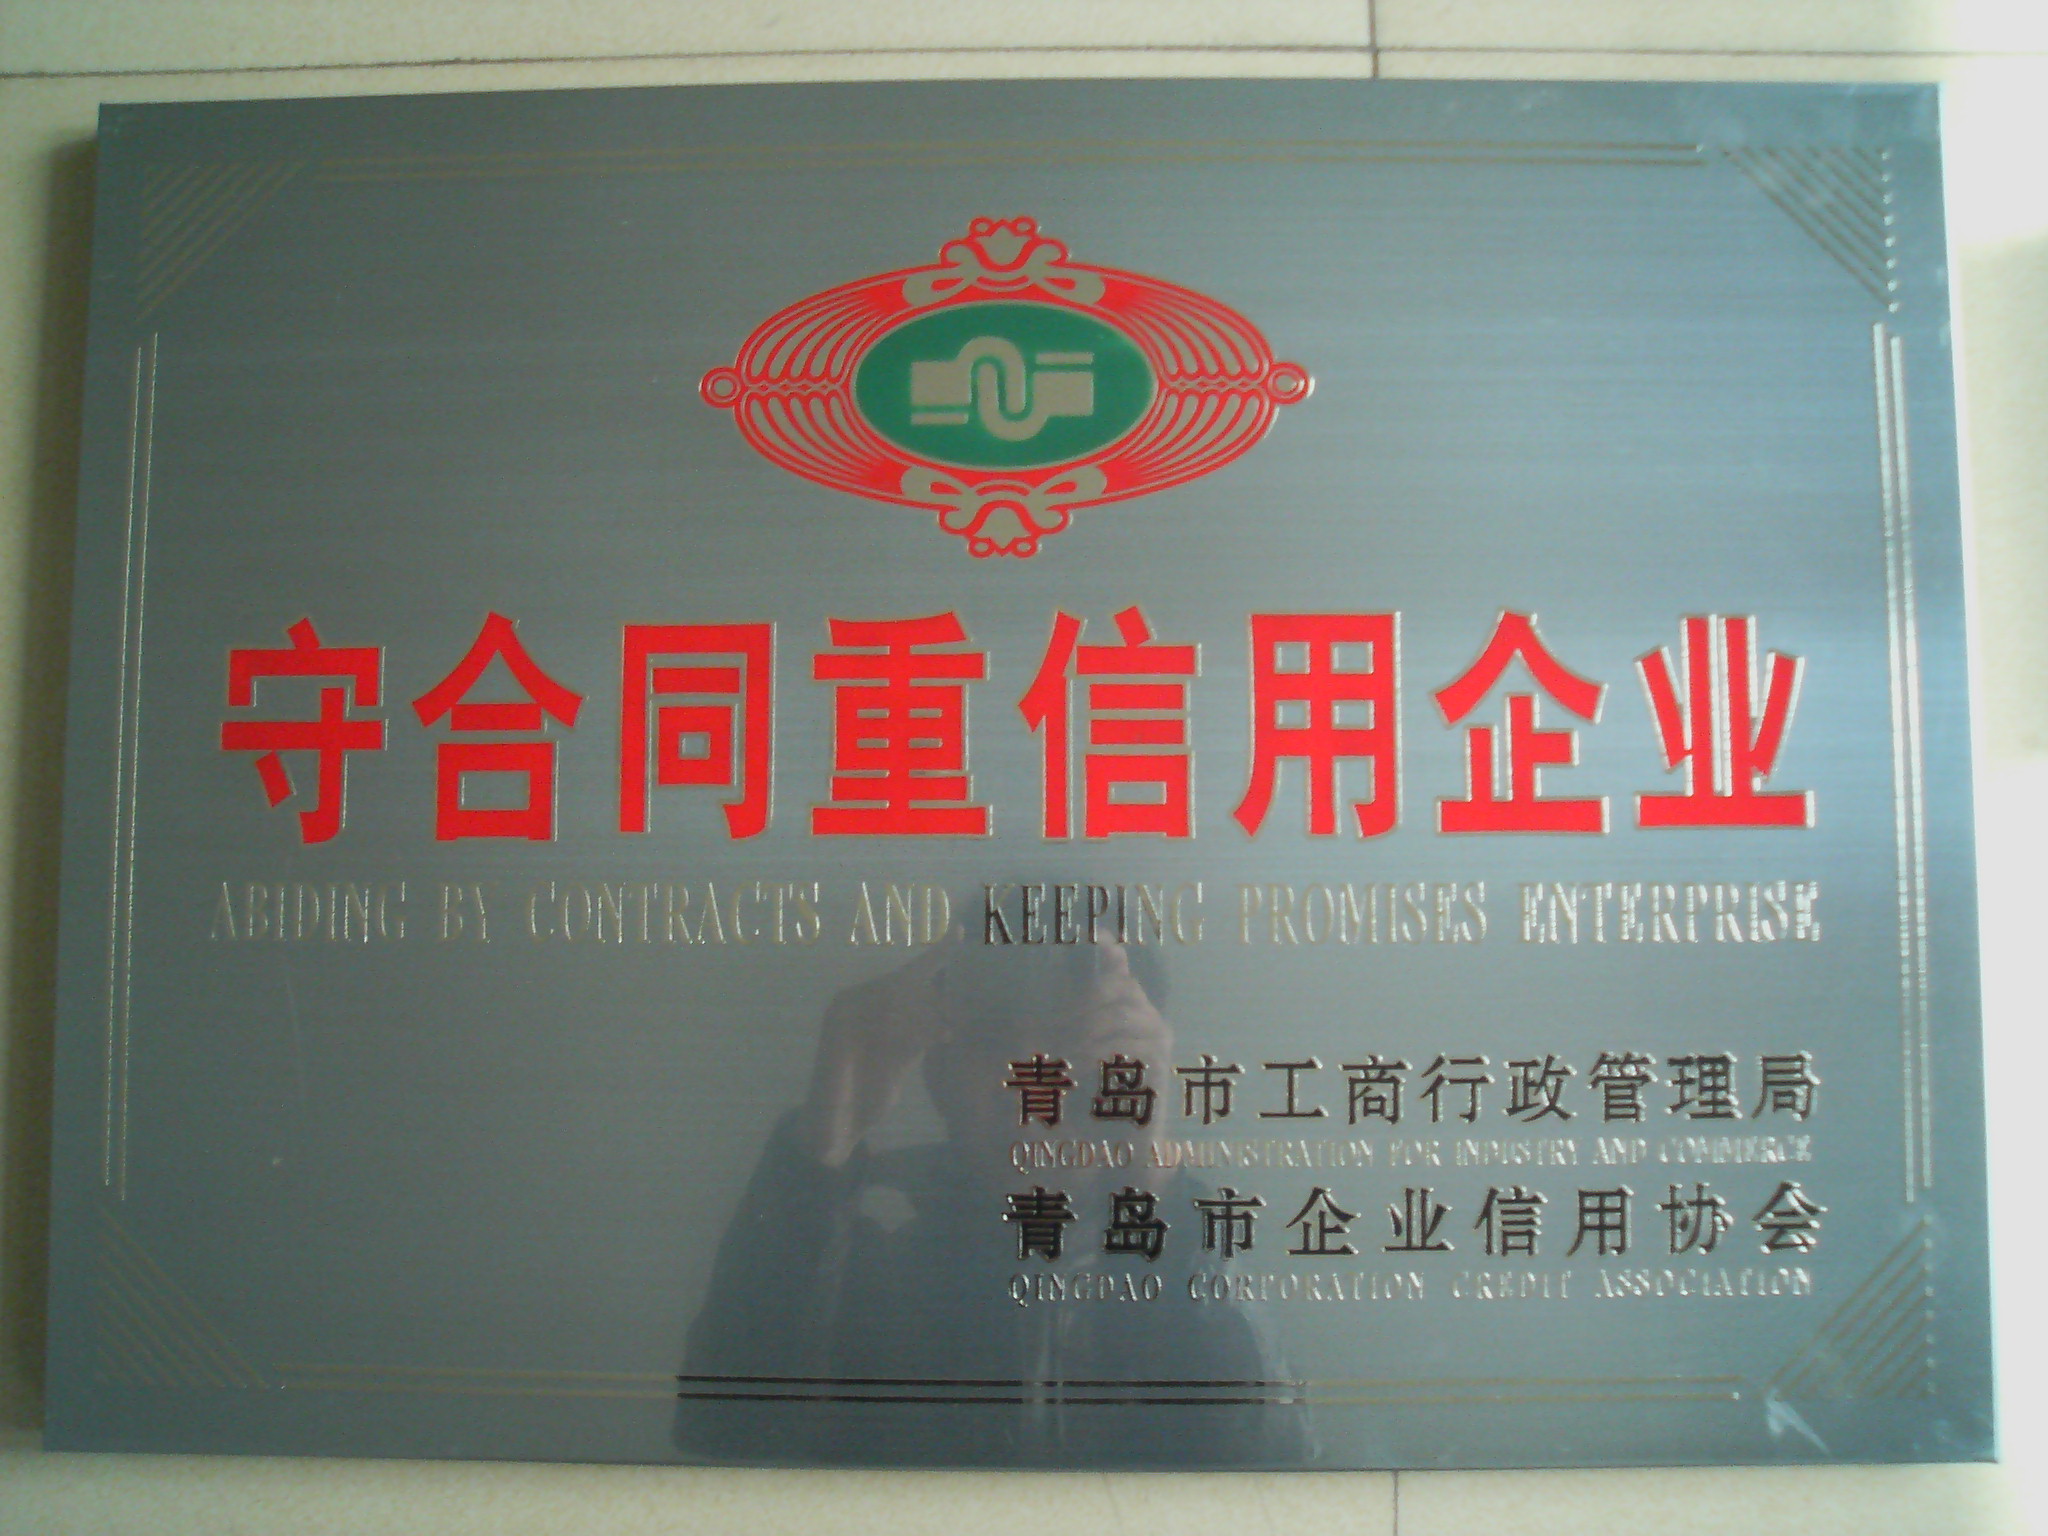 守合同重信用企业
ABIDING BY CONTRACTS AND KEEPING PROMISES ENTERPRISE
青岛市工商行政管理局
QINGDAO ADMINISTRATION FOR INDUSTRY AND COMMERCE
青岛市企业信用协会
QINGDAO CORPORATION CREDIT ASSOCIATION